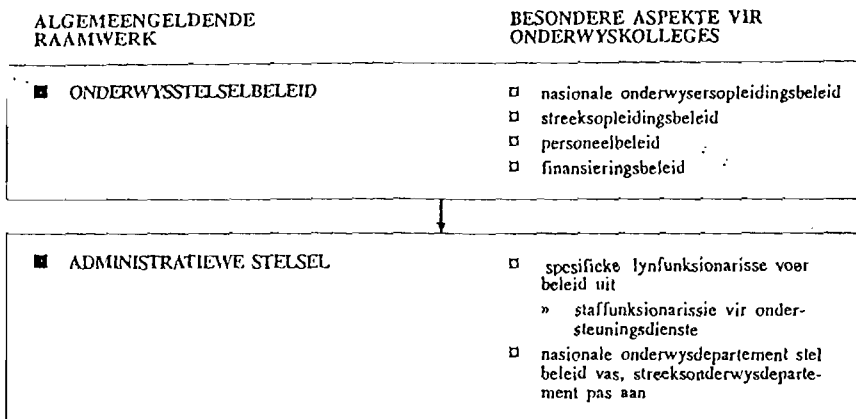 ALGEMEENGELDENDE
RAAMWERK
BESONDERE ASPEKTE VIR
ONDERWYSKOLLEGES
■ ONDERWYSSTELSELBELEID
¤ nasionale onderwysersopleidingsbeleid
¤ streeksopleidingsbeleid
¤ personeelbeleid
¤ finansieringsbeleid
■ ADMINISTRATIEWE STELSEL
¤ spesifieke lynfunksionarisse voer
beleid uit
» staffunksionarissie vir onder-
steuningsdienste
¤ nasionale onderwysdepartement stel
beleid vas, streeksonderwysdeparte-
ment pas aan